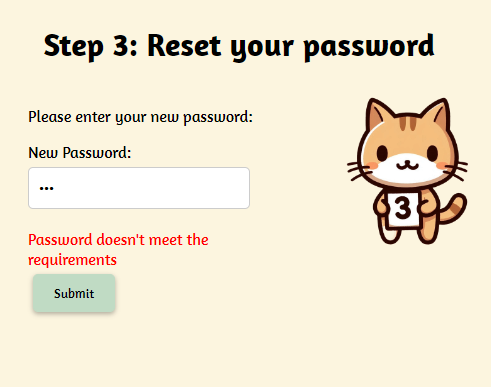 Step 3: Reset your password
Please enter your new password:
New Password:
•••
3
Password doesn't meet the
requirements
Submit